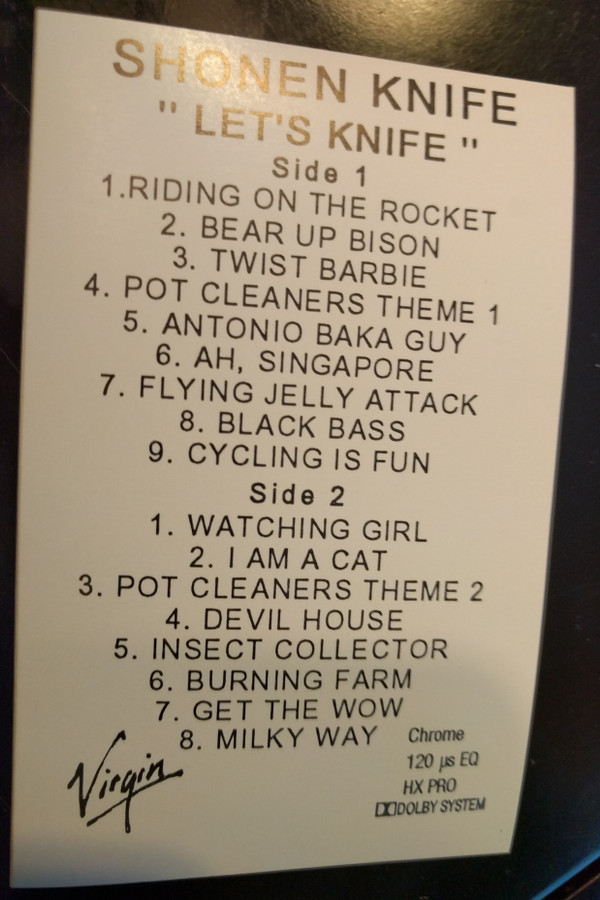 SHONEN KNIFE
" LET'S KNIFE "
Side 1
1.RIDING ON THE ROCKET
2. BEAR UP BISON
3. TWIST BARBIE
4. POT CLEANERS THEME 1
5. ANTONIO BAKA GUY
6. AH, SINGAPORE
7. FLYING JELLY ATTACK
8. BLACK BASS
9. CYCLING IS FUN
Side 2
1. WATCHING GIRL
2. I AM A CAT
3. POT CLEANERS THEME 2
4. DEVIL HOUSE
5. INSECT COLLECTOR
6. BURNING FARM
7. GET THE WOW
8. MILKY WAY
Virgin
Chrome
120 µs EQ
HX PRO
DOLBY SYSTEM